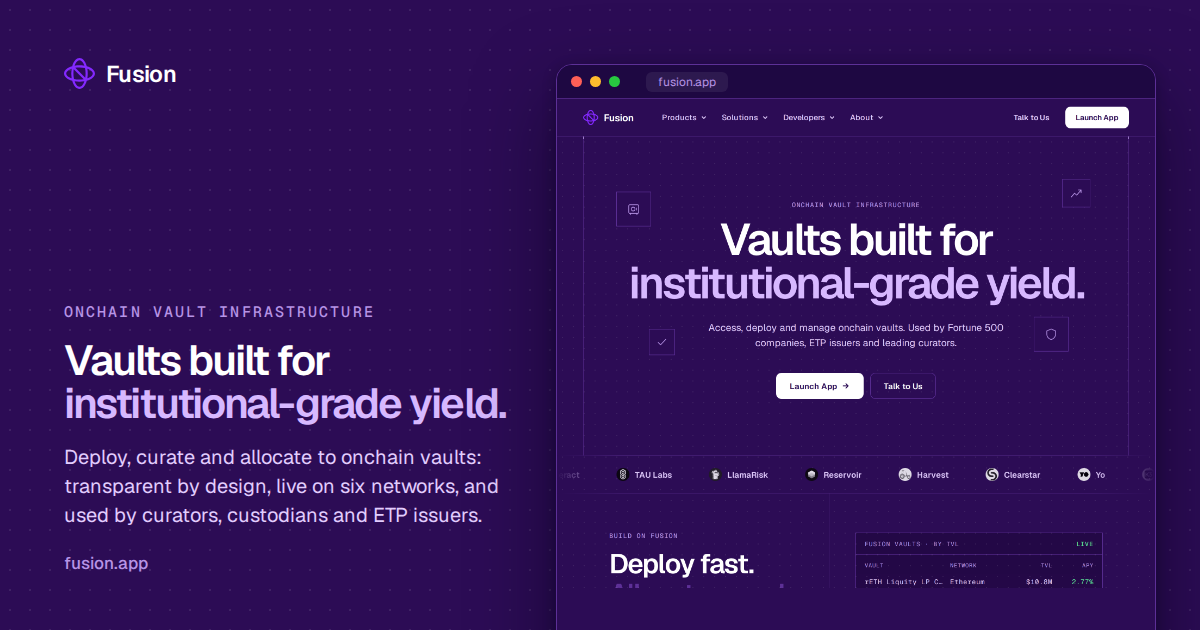 Fusion
ONCHAIN VAULT INFRASTRUCTURE
Vaults built for
institutional-grade yield.
Deploy, curate and allocate to onchain vaults:
transparent by design, live on six networks, and
used by curators, custodians and ETP issuers.
fusion.app
fusion.app
Fusion Products Solutions Developers About Talk to Us Launch App
ONCHAIN VAULT INFRASTRUCTURE
Vaults built for
institutional-grade yield.
Access, deploy and manage onchain vaults. Used by Fortune 500
companies, ETP issuers and leading curators.
Launch App → Talk to Us
TAU Labs LlamaRisk Reservoir Harvest Clearstar Yo
BUILD ON FUSION
Deploy fast.
FUSION VAULTS · BY TVL LIVE
VAULT NETWORK TVL APY
rETH Liquity LP C… Ethereum $10.8M 2.77%